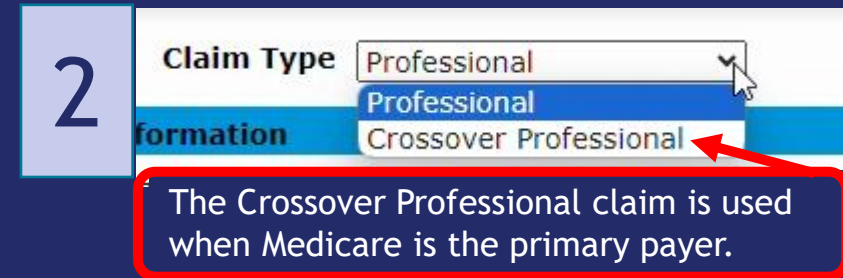 2
Claim Type Professional
Professional
formation
Crossover Professional
The Crossover Professional claim is used
when Medicare is the primary payer.